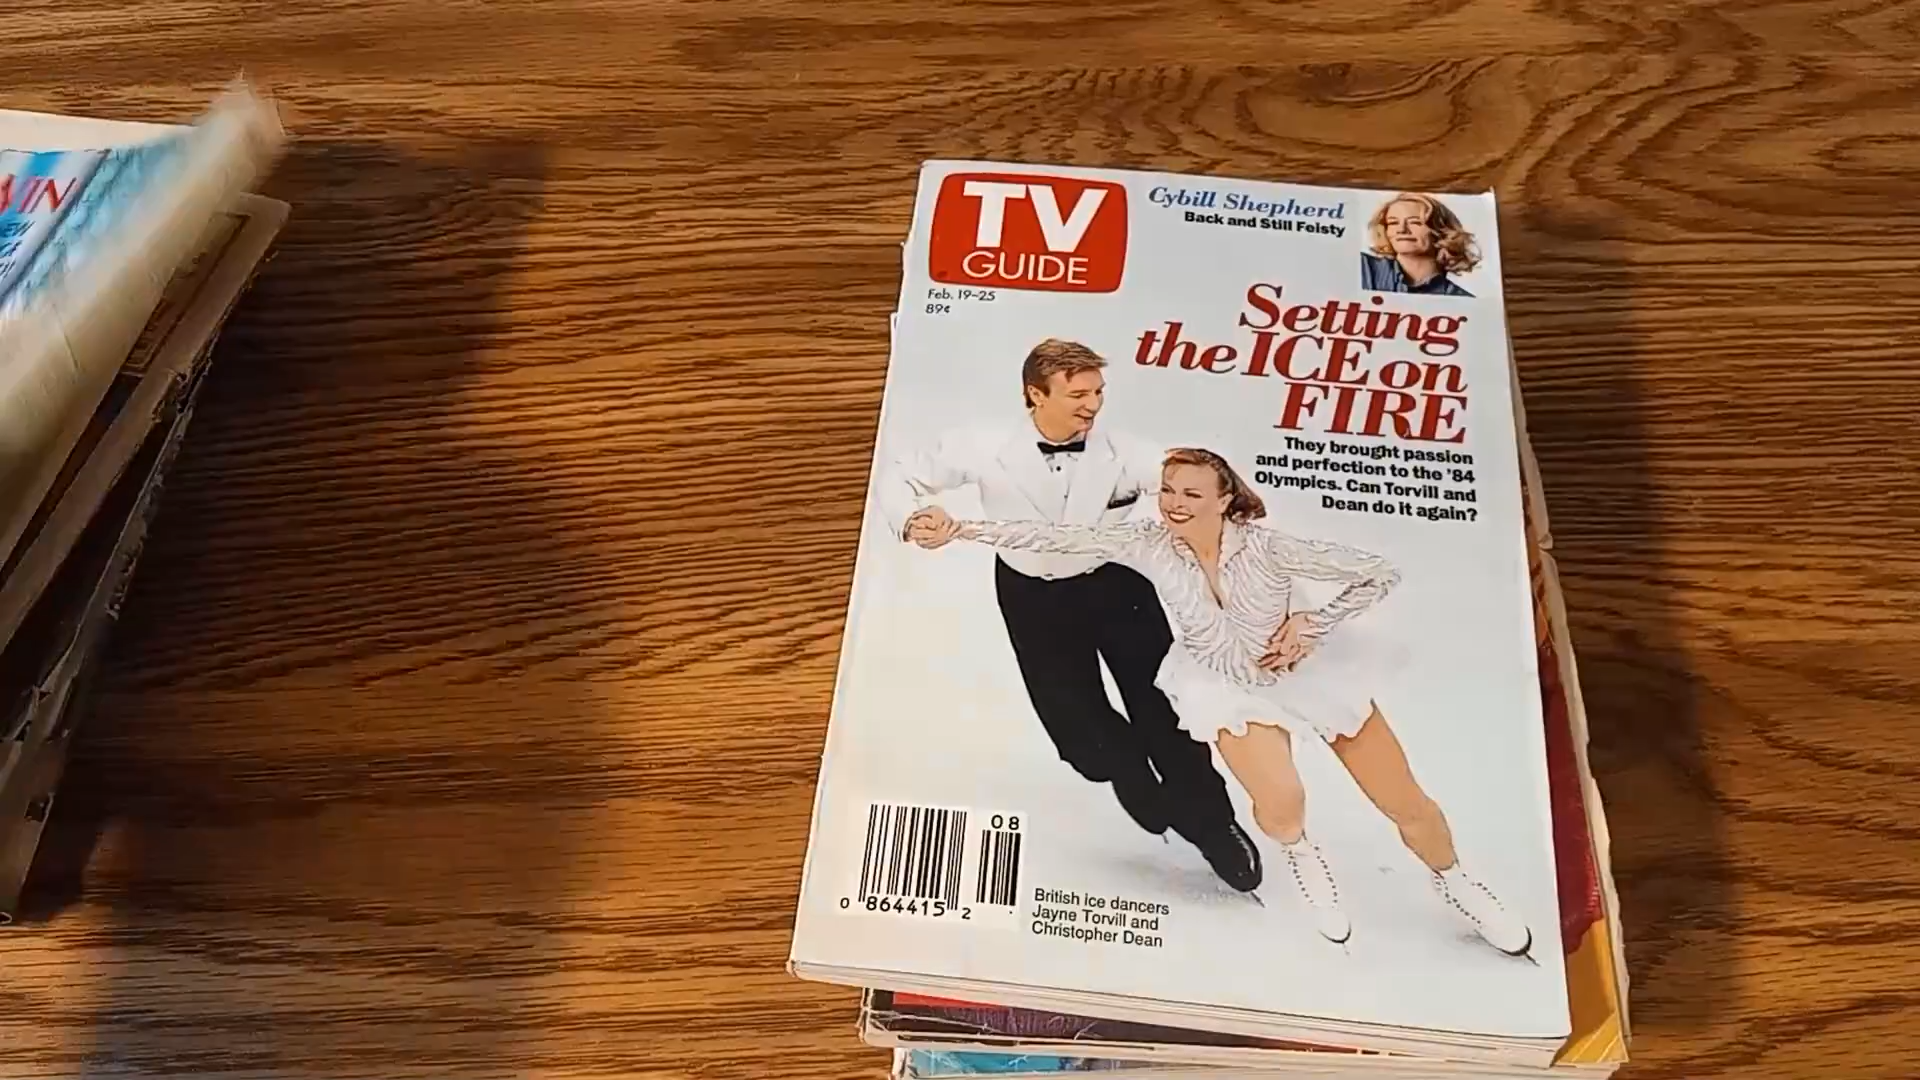 TV
GUIDE
Feb. 19-25
89¢
Cybill Shepherd
Back and Still Feisty
Setting
the ICE on
FIRE
They brought passion
and perfection to the '84
Olympics. Can Torvill and
Dean do it again?
08
0 864415 2
British ice dancers
Jayne Torvill and
Christopher Dean